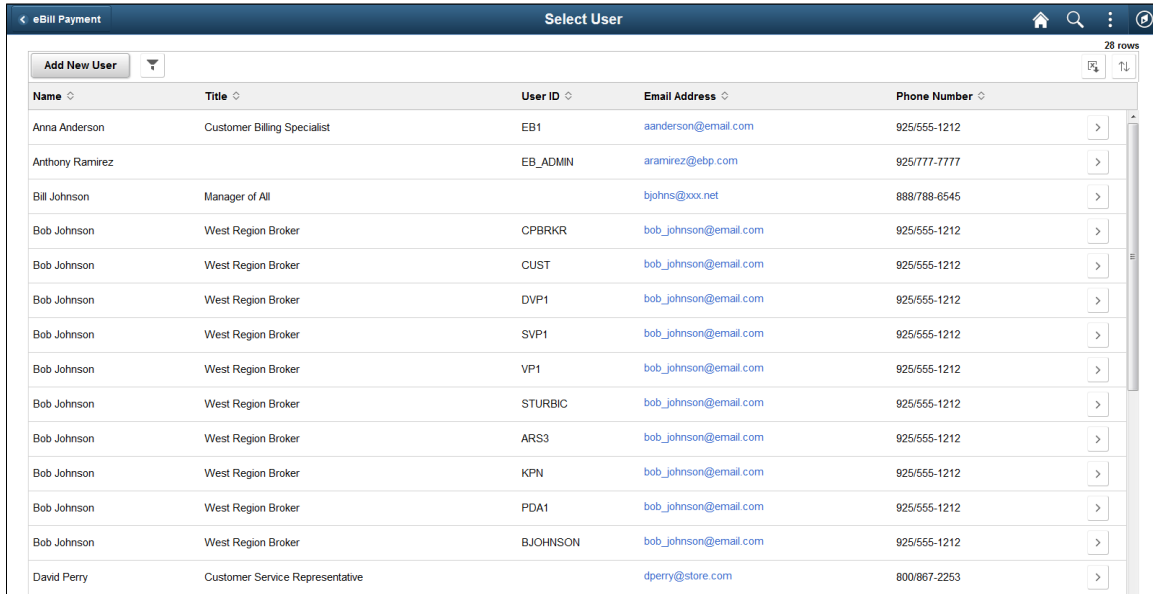 eBill Payment Select User
28 rows
Add New User
Name Title User ID Email Address Phone Number
Anna Anderson Customer Billing Specialist EB1 aanderson@email.com 925/555-1212
Anthony Ramirez EB_ADMIN aramirez@ebp.com 925/777-7777
Bill Johnson Manager of All bjohns@xxx.net 888/788-6545
Bob Johnson West Region Broker CPBRKR bob_johnson@email.com 925/555-1212
Bob Johnson West Region Broker CUST bob_johnson@email.com 925/555-1212
Bob Johnson West Region Broker DVP1 bob_johnson@email.com 925/555-1212
Bob Johnson West Region Broker SVP1 bob_johnson@email.com 925/555-1212
Bob Johnson West Region Broker VP1 bob_johnson@email.com 925/555-1212
Bob Johnson West Region Broker STURBIC bob_johnson@email.com 925/555-1212
Bob Johnson West Region Broker ARS3 bob_johnson@email.com 925/555-1212
Bob Johnson West Region Broker KPN bob_johnson@email.com 925/555-1212
Bob Johnson West Region Broker PDA1 bob_johnson@email.com 925/555-1212
Bob Johnson West Region Broker BJOHNSON bob_johnson@email.com 925/555-1212
David Perry Customer Service Representative dperry@store.com 800/867-2253